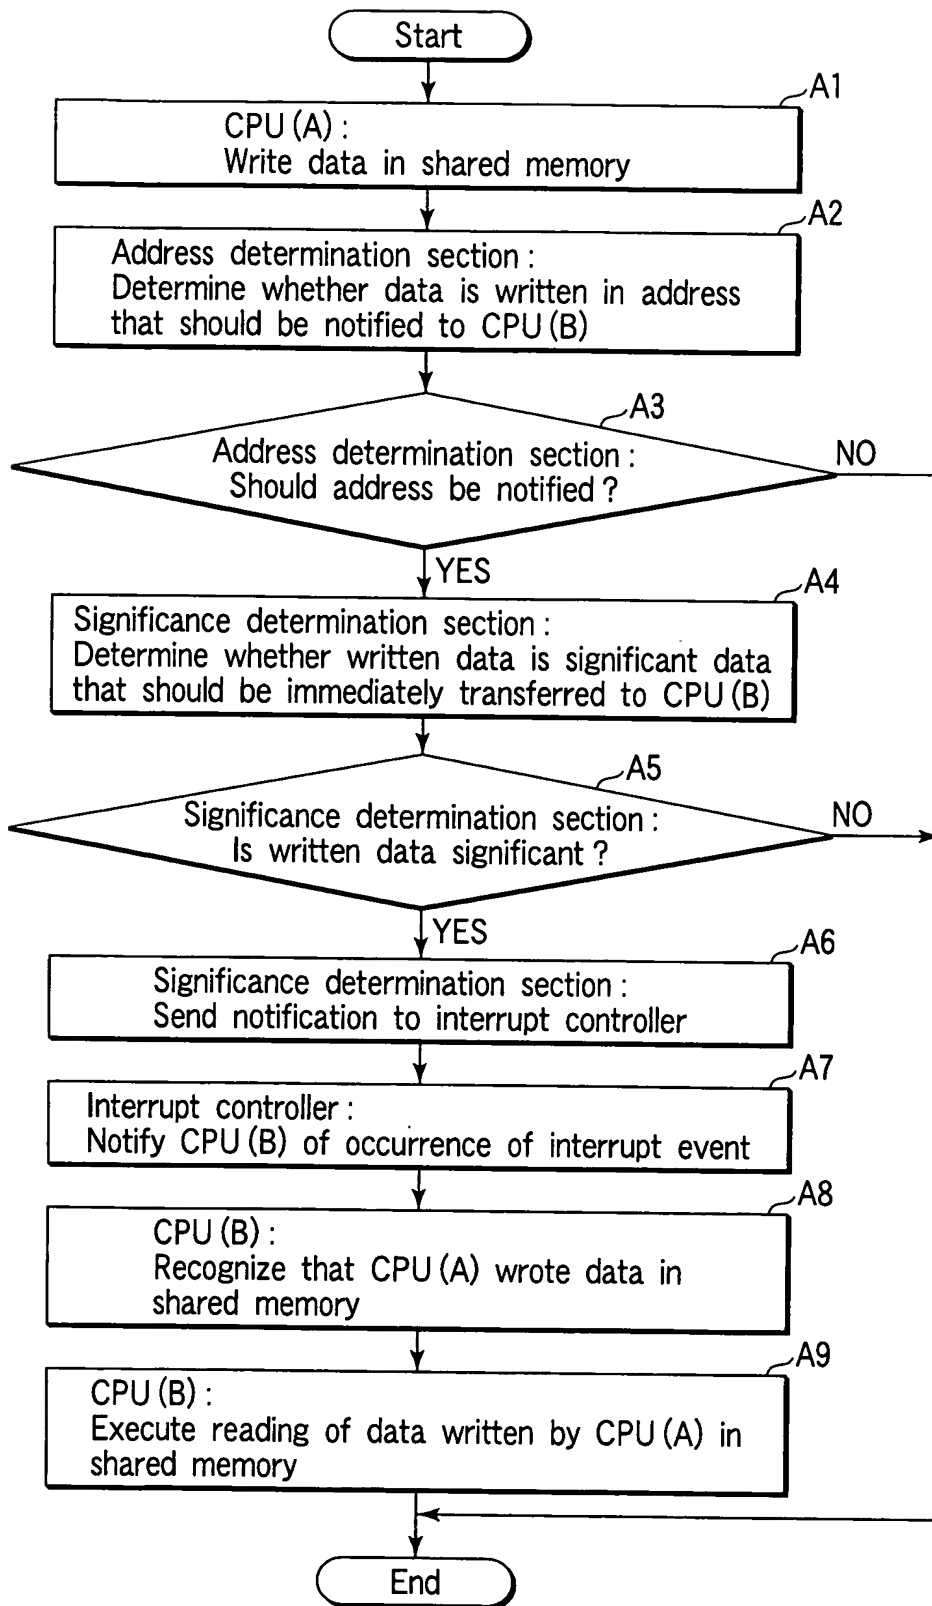 Start
A1
CPU(A):
Write data in shared memory
A2
Address determination section:
Determine whether data is written in address
that should be notified to CPU(B)
A3
Address determination section:
Should address be notified?
NO
YES
A4
Significance determination section:
Determine whether written data is significant data
that should be immediately transferred to CPU(B)
A5
Significance determination section:
Is written data significant?
NO
YES
A6
Significance determination section:
Send notification to interrupt controller
A7
Interrupt controller:
Notify CPU(B) of occurrence of interrupt event
A8
CPU(B):
Recognize that CPU(A) wrote data in
shared memory
A9
CPU(B):
Execute reading of data written by CPU(A) in
shared memory
End